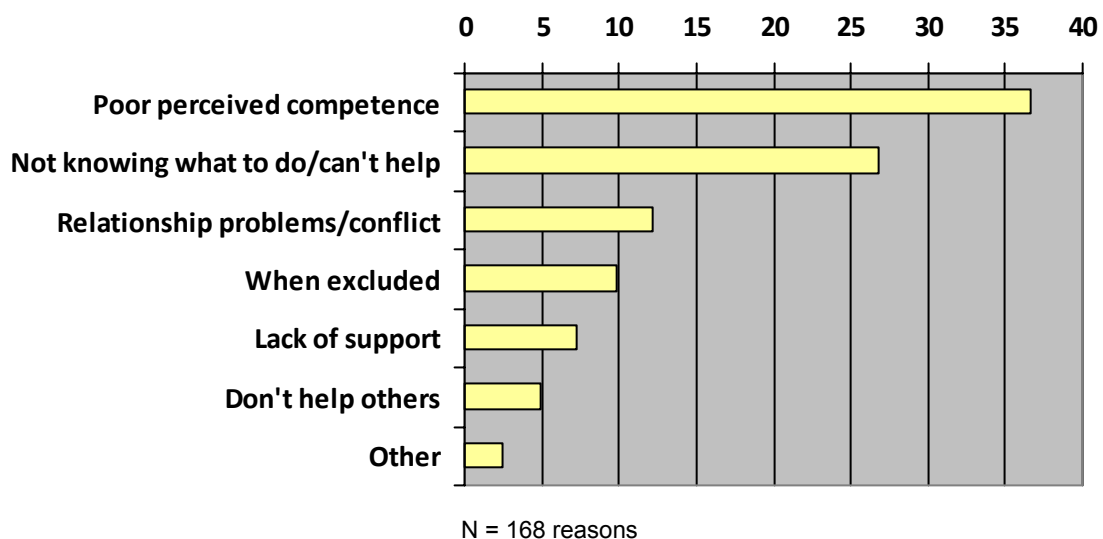 0 5 10 15 20 25 30 35 40
Poor perceived competence
Not knowing what to do/can't help
Relationship problems/conflict
When excluded
Lack of support
Don't help others
Other
N = 168 reasons